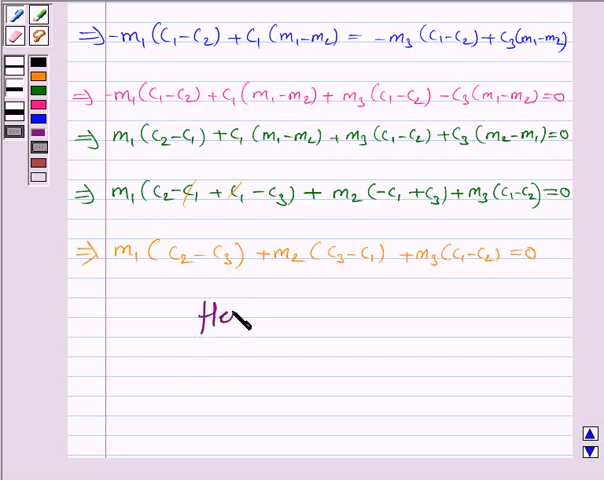 ⇒ -m₁(C₁-C₂) + C₁(m₁-m₂) = -m₃(C₁-C₂)+C₃(m₁-m₂)
⇒ -m₁(C₁-C₂) + C₁(m₁-m₂) + m₃(C₁-C₂) - C₃(m₁-m₂)=0
⇒ m₁(C₂-C₁) + C₁(m₁-m₂) + m₃(C₁-C₂) + C₃(m₂-m₁)=0
⇒ m₁(C₂-C₁ + C₁ - C₃) + m₂(-C₁ + C₃) + m₃(C₁-C₂)=0
⇒ m₁(C₂-C₃) + m₂(C₃-C₁) + m₃(C₁-C₂) = 0